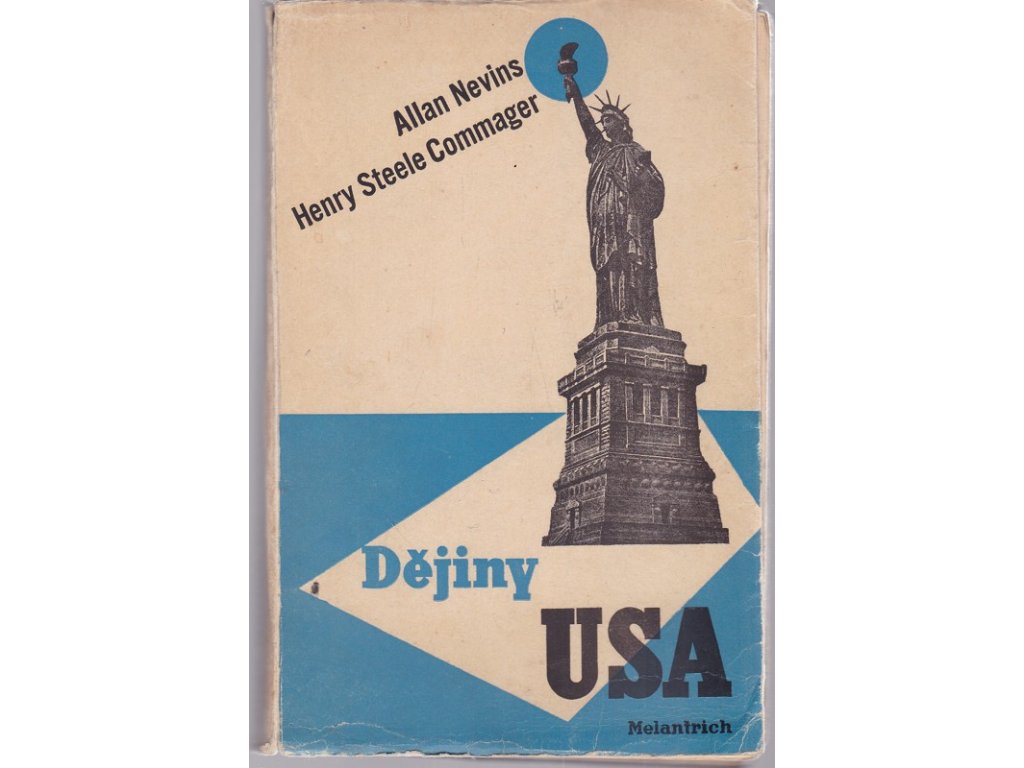 Allan Nevins
Henry Steele Commager
Dějiny
USA
Melantrich